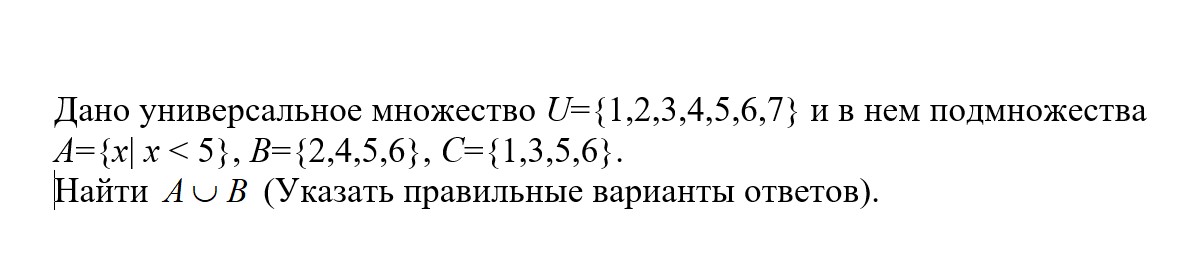 Дано универсальное множество U={1,2,3,4,5,6,7} и в нем подмножества
A={x| x < 5}, B={2,4,5,6}, C={1,3,5,6}.
Найти A ∪ B (Указать правильные варианты ответов).